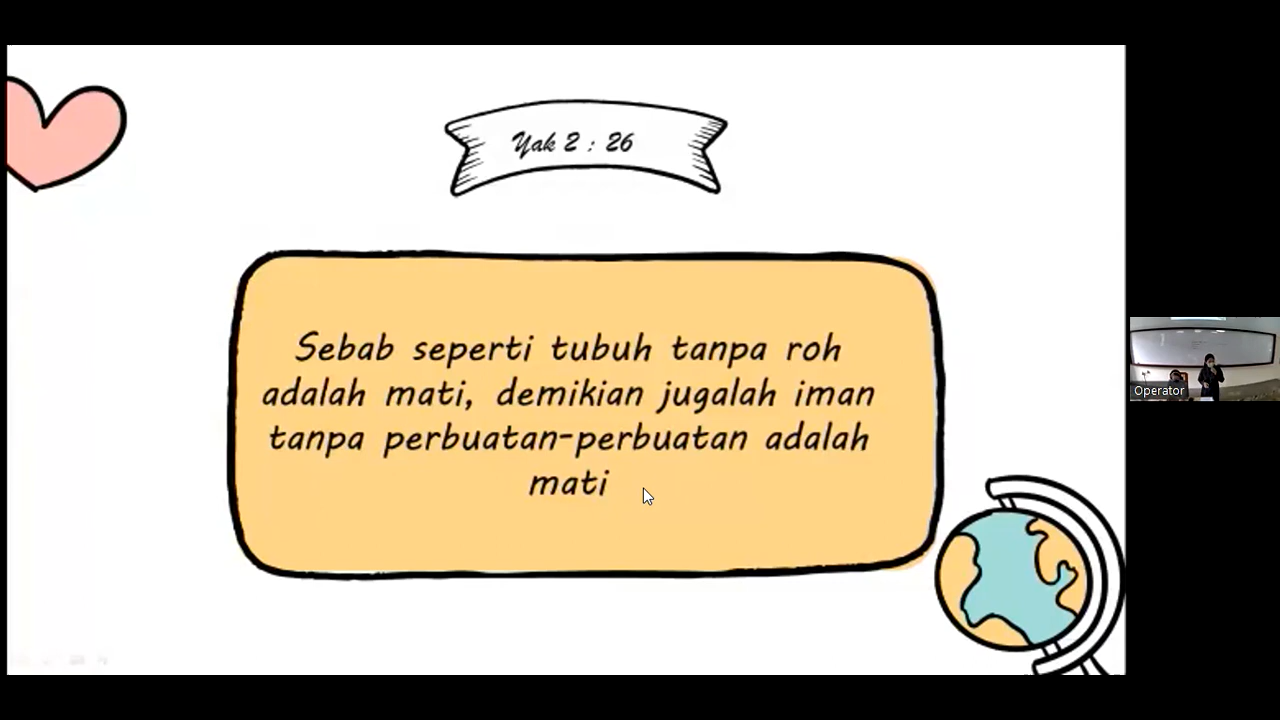 Yak 2 : 26
Sebab seperti tubuh tanpa roh
adalah mati, demikian jugalah iman
tanpa perbuatan-perbuatan adalah
mati
Operator